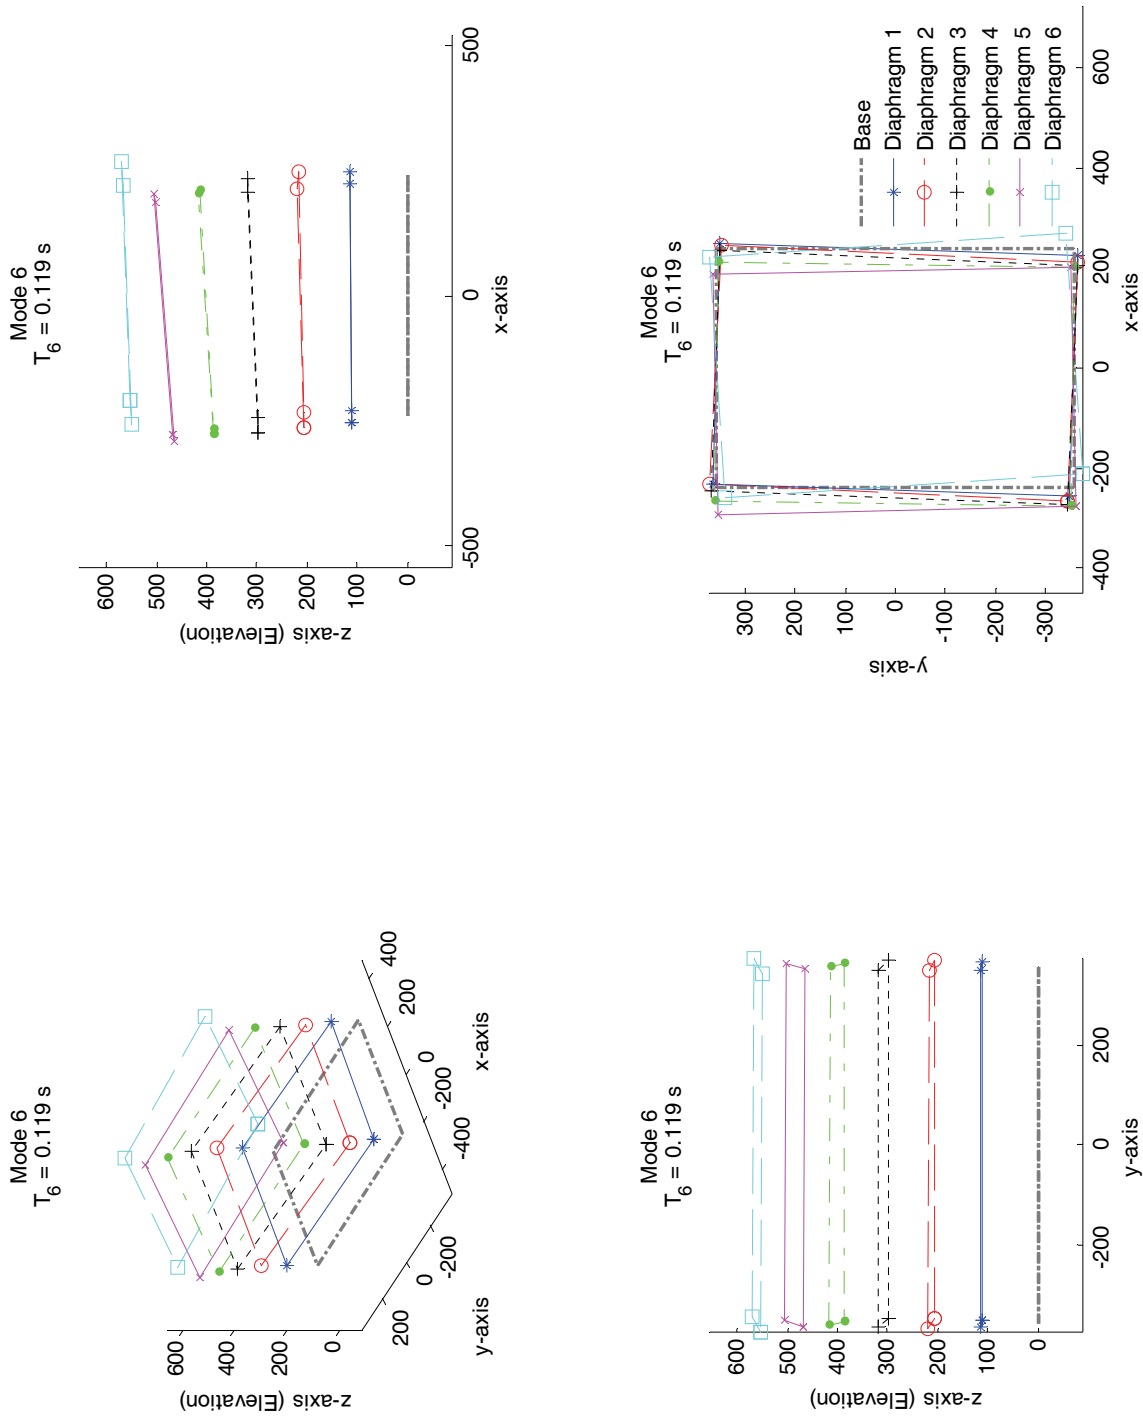 Mode 6
T6 = 0.119 s
600
400
200
0
z-axis (Elevation)
200
0
-200
y-axis
-400
-200
0
200
400
x-axis
Mode 6
T6 = 0.119 s
600
500
400
300
200
100
0
z-axis (Elevation)
-500
0
500
x-axis
Mode 6
T6 = 0.119 s
600
500
400
300
200
100
0
z-axis (Elevation)
-200
0
200
y-axis
Mode 6
T6 = 0.119 s
300
200
100
0
-100
-200
-300
y-axis
-400
-200
0
200
400
600
x-axis
Base
Diaphragm 1
Diaphragm 2
Diaphragm 3
Diaphragm 4
Diaphragm 5
Diaphragm 6